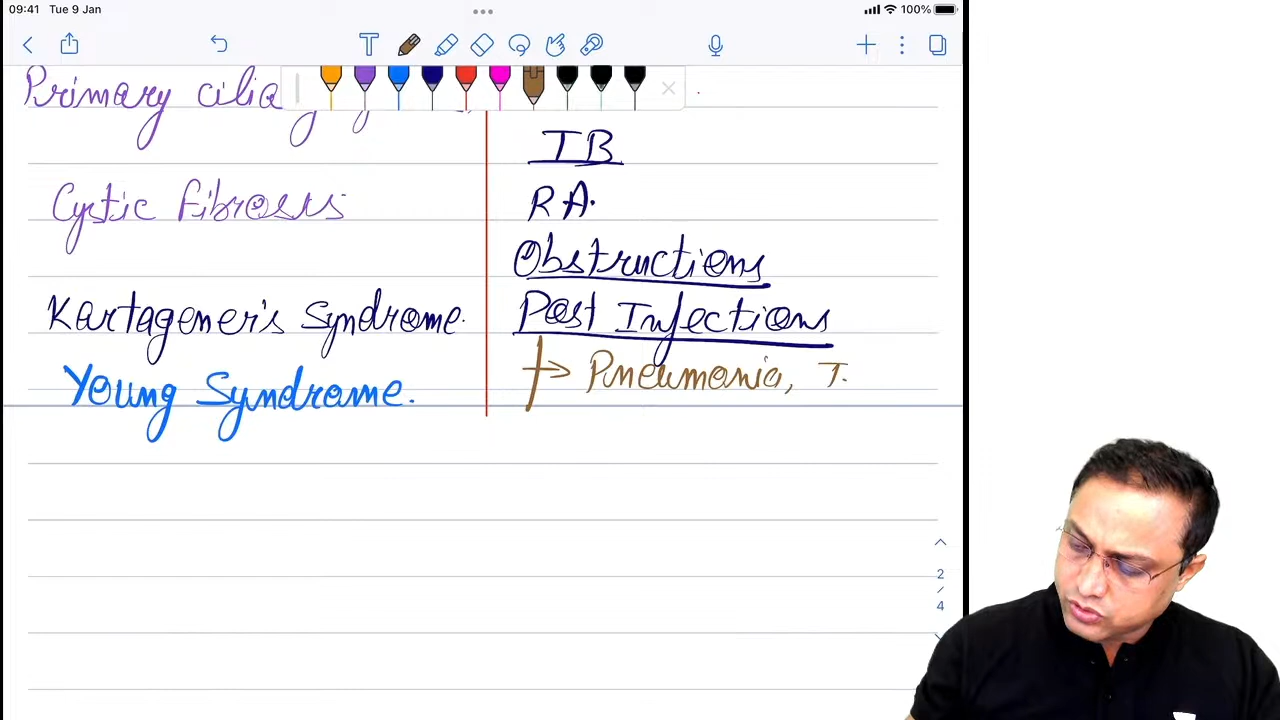 09:41 Tue 9 Jan
100%
T
Primary cilia
Cystic Fibrosis
Kartagener's Syndrome.
Young Syndrome.
TB
RA.
Obstructions
Post Infections
Pneumonia, T.
2
/
4